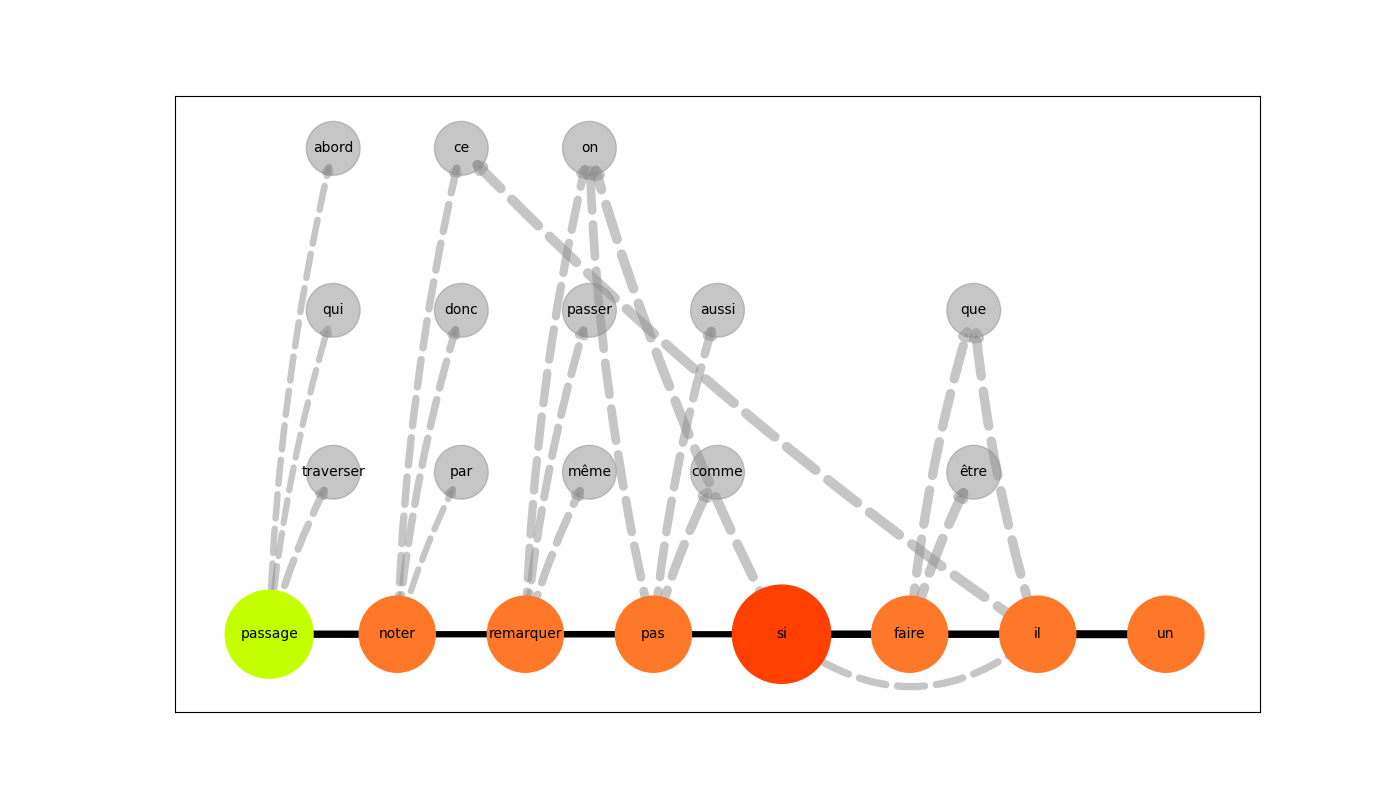 abord ce on
qui donc passer aussi que
traverser par même comme être
passage noter remarquer pas si faire il un